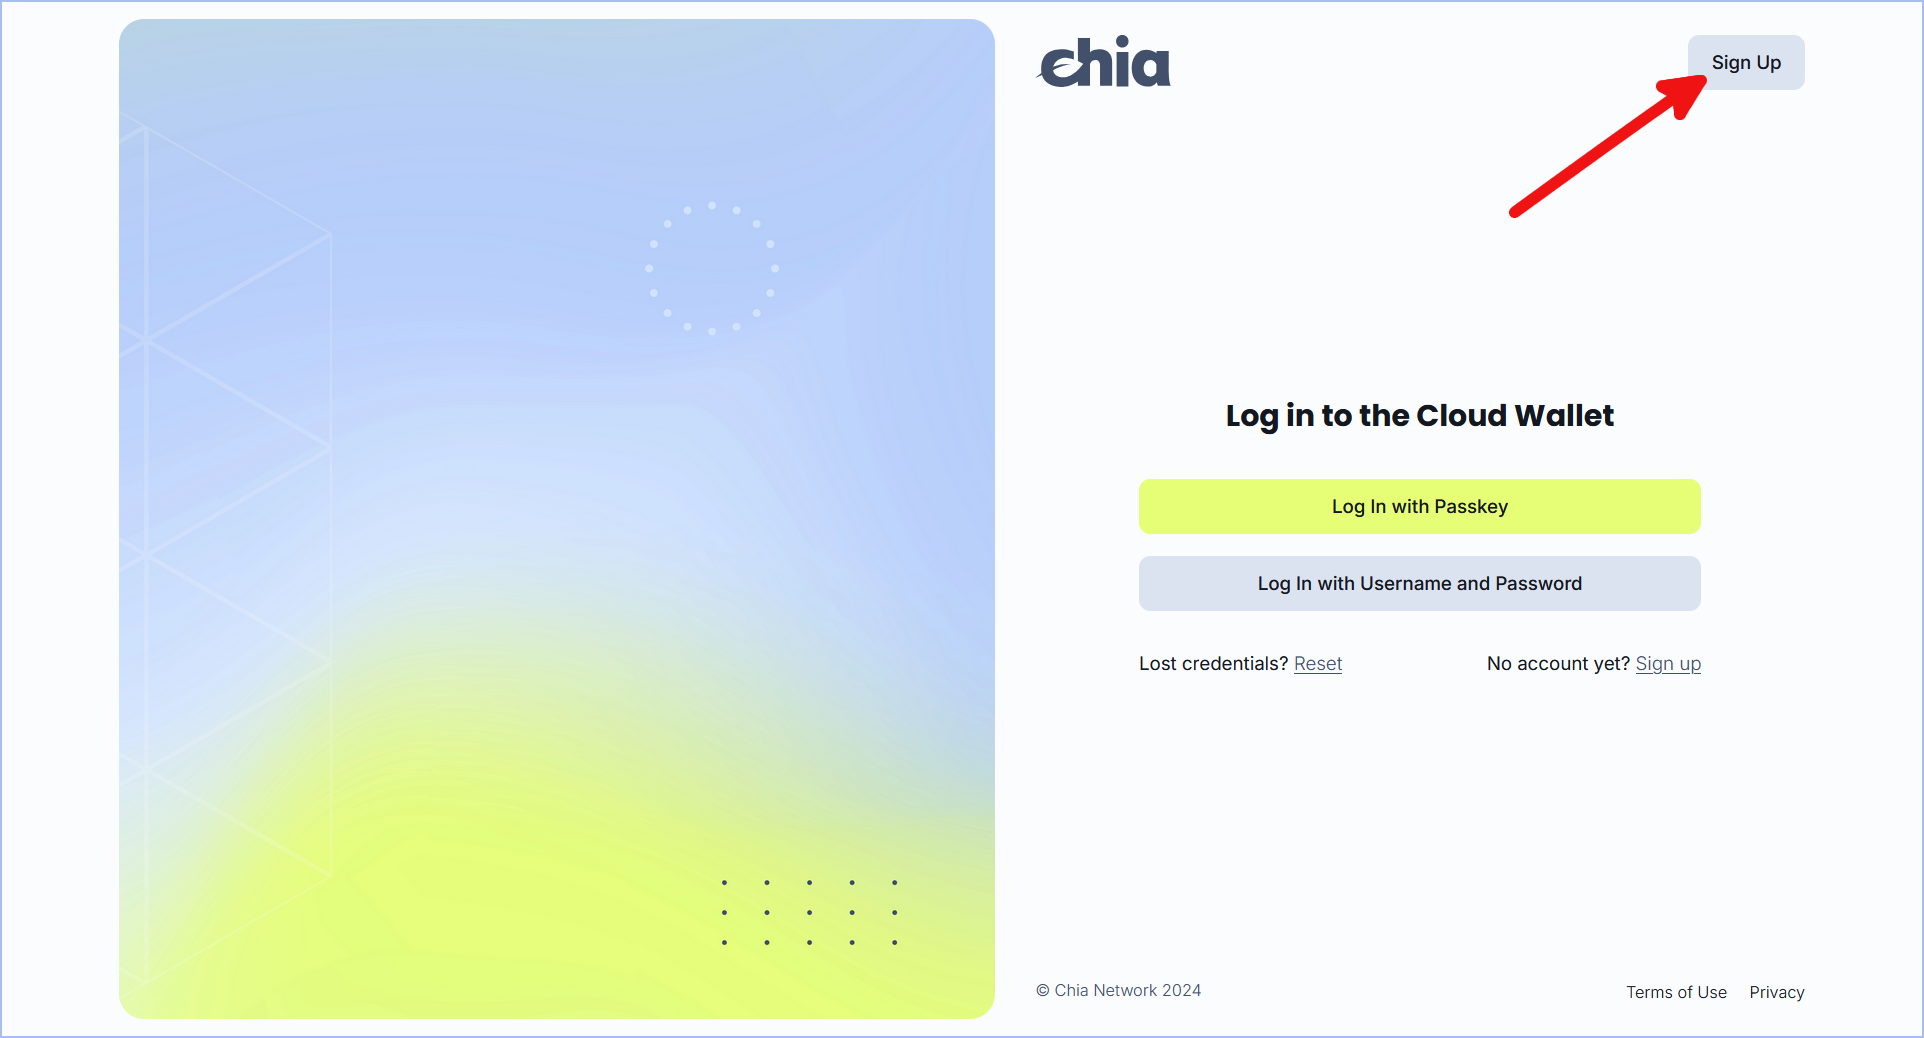 chia
Sign Up
Log in to the Cloud Wallet
Log In with Passkey
Log In with Username and Password
Lost credentials? Reset
No account yet? Sign up
© Chia Network 2024
Terms of Use
Privacy